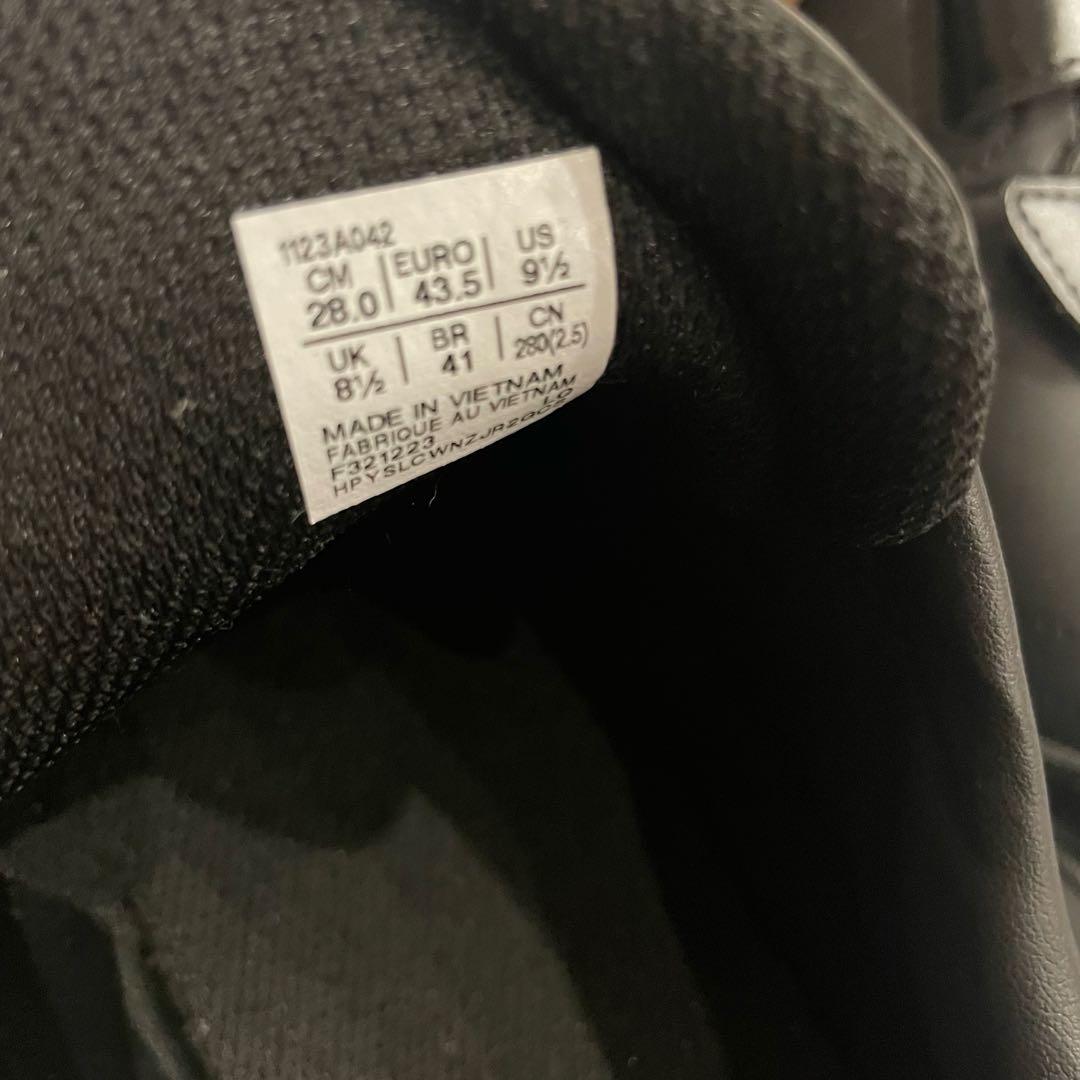 1123A042
CM EURO US
28.0 43.5 9½
UK BR CN
8½ 41 280(2.5)
MADE IN VIETNAM
FABRIQUE AU VIETNAM
F321223 LO